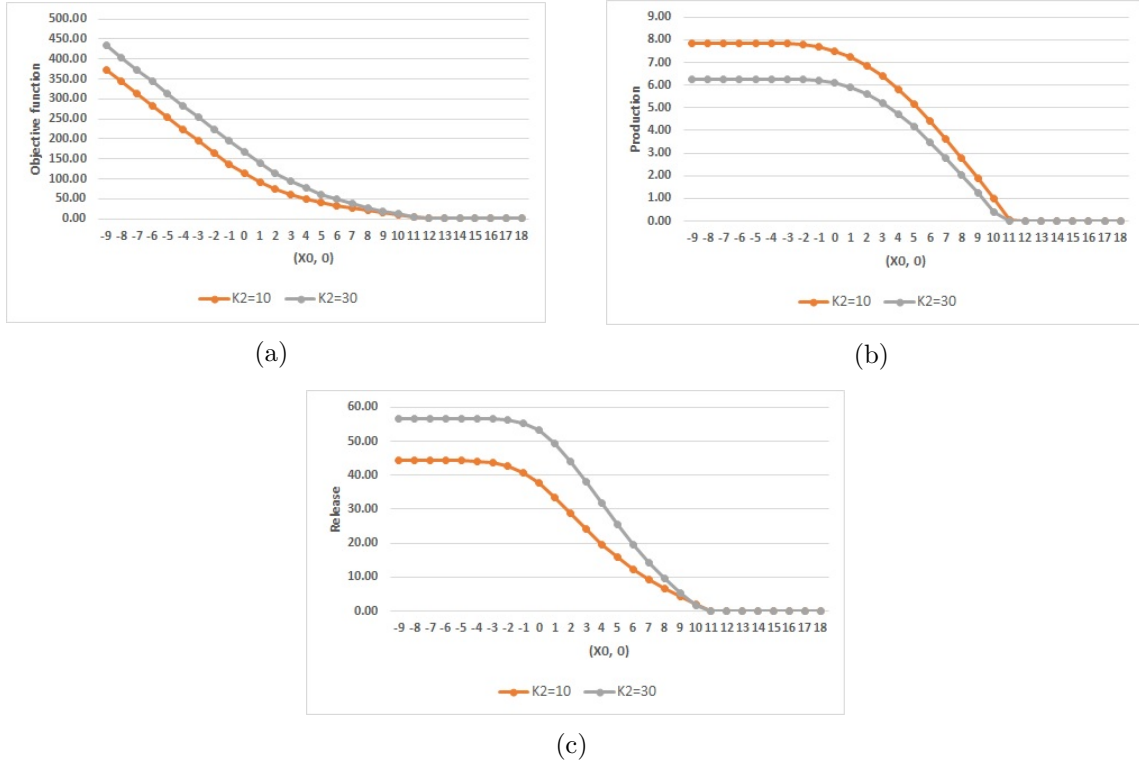 500.00
450.00
400.00
350.00
300.00
250.00
200.00
150.00
100.00
50.00
0.00
Objective function
-9 -8 -7 -6 -5 -4 -3 -2 -1 0 1 2 3 4 5 6 7 8 9 10 11 12 13 14 15 16 17 18
(X0, 0)
K2=10 K2=30
(a)
9.00
8.00
7.00
6.00
5.00
4.00
3.00
2.00
1.00
0.00
Production
-9 -8 -7 -6 -5 -4 -3 -2 -1 0 1 2 3 4 5 6 7 8 9 10 11 12 13 14 15 16 17 18
(X0, 0)
K2=10 K2=30
(b)
60.00
50.00
40.00
30.00
20.00
10.00
0.00
Release
-9 -8 -7 -6 -5 -4 -3 -2 -1 0 1 2 3 4 5 6 7 8 9 10 11 12 13 14 15 16 17 18
(X0, 0)
K2=10 K2=30
(c)